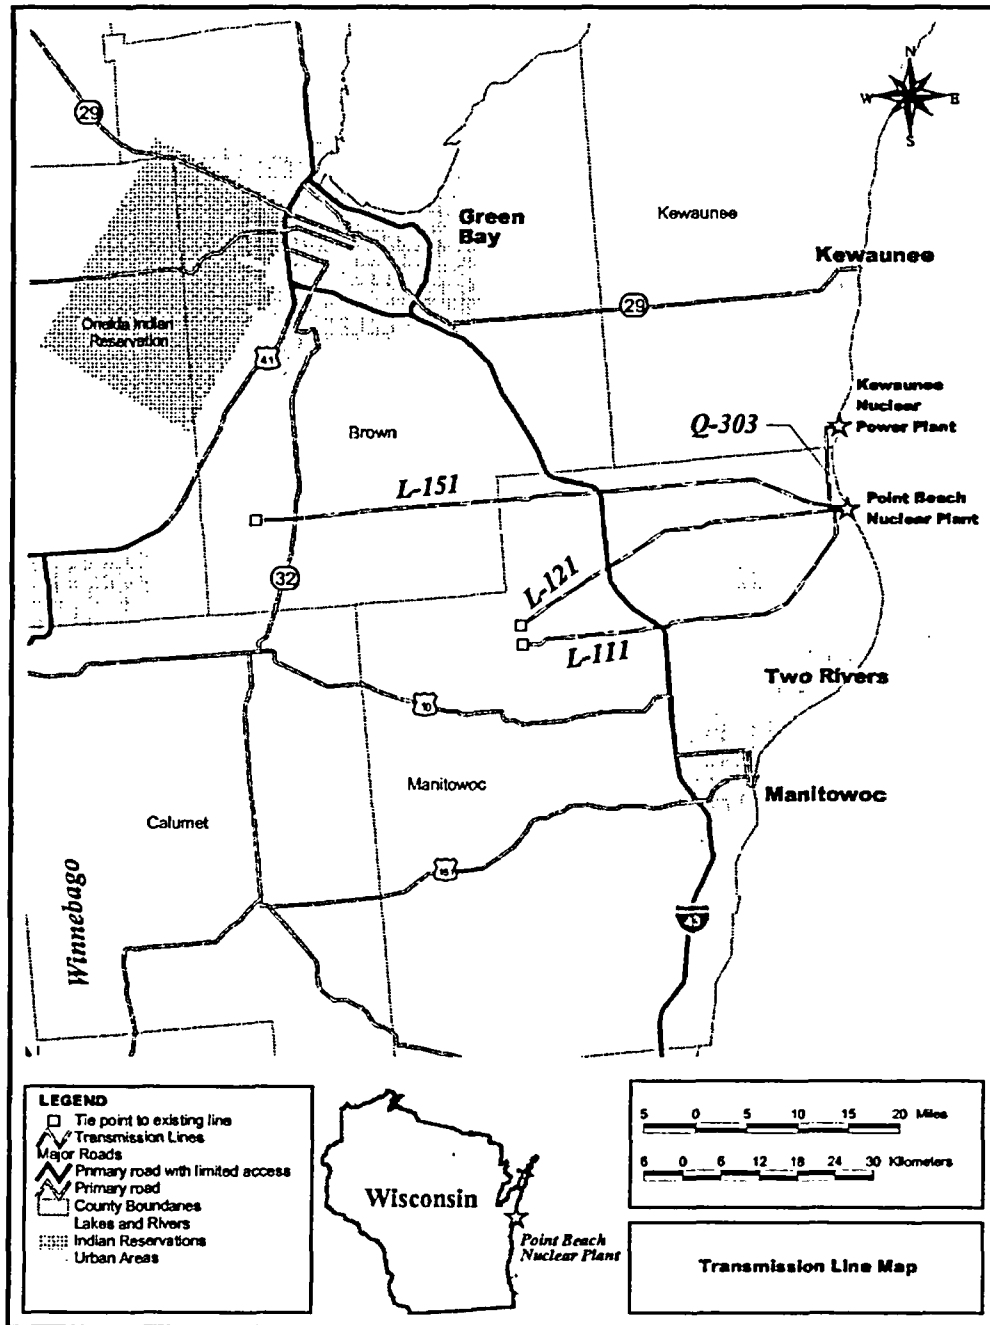 N
W E
S
29
Green
Bay
Kewaunee
Kewaunee
29
Oneida Indian
Reservation
41
Kewaunee
Nuclear
Power Plant
Brown
Q-303
L-151
Point Beach
Nuclear Plant
32
L-121
L-111
Two Rivers
10
Manitowoc
Manitowoc
Calumet
Winnebago
43
LEGEND
Tie point to existing line
Transmission Lines
Major Roads
Primary road with limited access
Primary road
County Boundaries
Lakes and Rivers
Indian Reservations
Urban Areas
Wisconsin
Point Beach
Nuclear Plant
5 0 5 10 15 20 Miles
6 0 6 12 18 24 30 Kilometers
Transmission Line Map